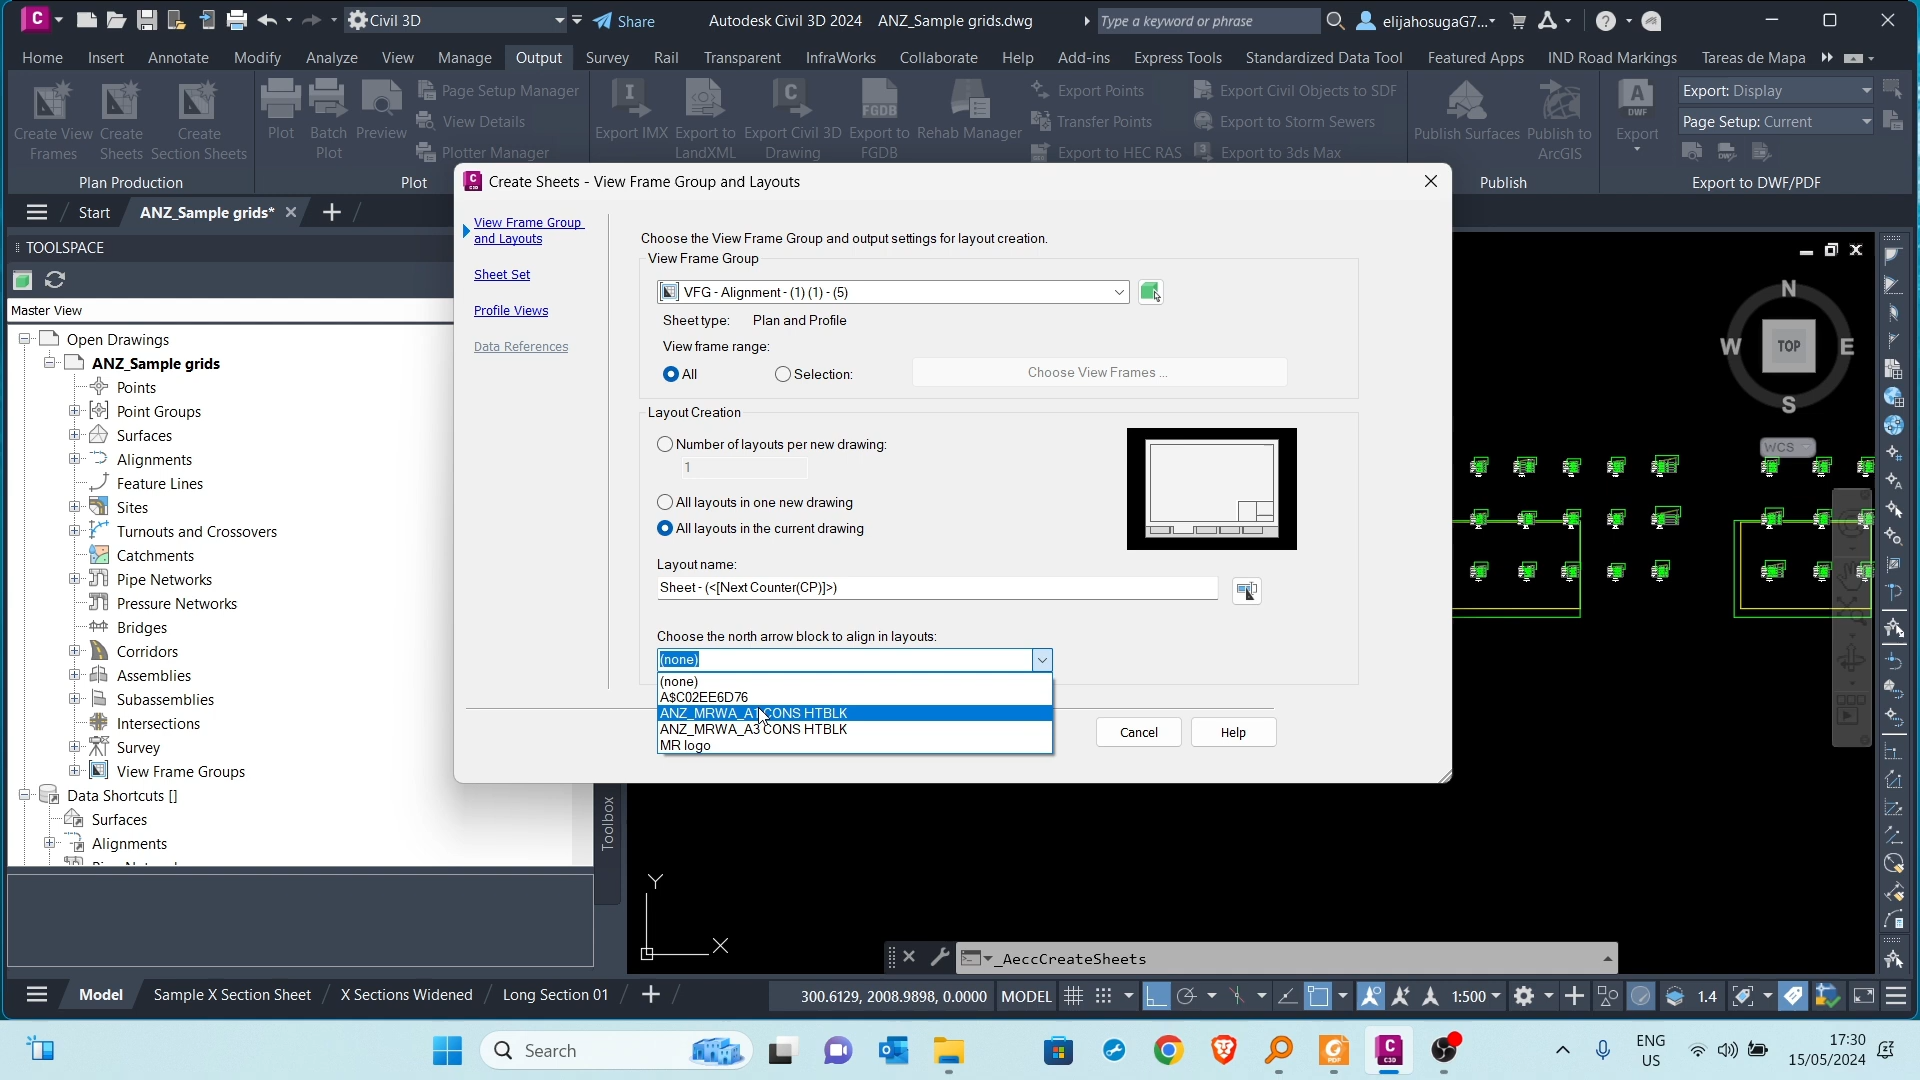 Civil 3D
Share
Autodesk Civil 3D 2024 ANZ_Sample grids.dwg
Type a keyword or phrase
elijahosugaG7...
Home Insert Annotate Modify Analyze View Manage Output Survey Rail Transparent InfraWorks Collaborate Help Add-ins Express Tools Standardized Data Tool Featured Apps IND Road Markings Tareas de Mapa
Create View Frames
Create Sheets
Create Section Sheets
Plan Production
Plot
Batch Plot
Preview
Page Setup Manager
View Details
Plotter Manager
Plot
Export IMX
Export to LandXML
Export Civil 3D Drawing
Export to FGDB
Rehab Manager
Export Points
Transfer Points
Export to HEC RAS
Export Civil Objects to SDF
Export to Storm Sewers
Export to 3ds Max
Publish Surfaces
Publish to ArcGIS
Publish
Export
Export: Display
Page Setup: Current
Export to DWF/PDF
Start
ANZ_Sample grids*
TOOLSPACE
Master View
Open Drawings
ANZ_Sample grids
Points
Point Groups
Surfaces
Alignments
Feature Lines
Sites
Turnouts and Crossovers
Catchments
Pipe Networks
Pressure Networks
Bridges
Corridors
Assemblies
Subassemblies
Intersections
Survey
View Frame Groups
Data Shortcuts []
Surfaces
Alignments
Toolbox
Create Sheets - View Frame Group and Layouts
View Frame Group
and Layouts
Sheet Set
Profile Views
Data References
Choose the View Frame Group and output settings for layout creation.
View Frame Group
VFG - Alignment - (1) (1) - (5)
Sheet type: Plan and Profile
View frame range:
All
Selection:
Choose View Frames ...
Layout Creation
Number of layouts per new drawing:
1
All layouts in one new drawing
All layouts in the current drawing
Layout name:
Sheet - (<[Next Counter(CP)]>)
Choose the north arrow block to align in layouts:
(none)
(none)
A$C02EE6D76
ANZ_MRWA_A1 CONS HTBLK
ANZ_MRWA_A3 CONS HTBLK
MR logo
Cancel
Help
N
W TOP E
S
WCS
Y
X
_AeccCreateSheets
Model
Sample X Section Sheet
X Sections Widened
Long Section 01
300.6129, 2008.9898, 0.0000
MODEL
1:500
1.4
Search
ENG
US
17:30
15/05/2024